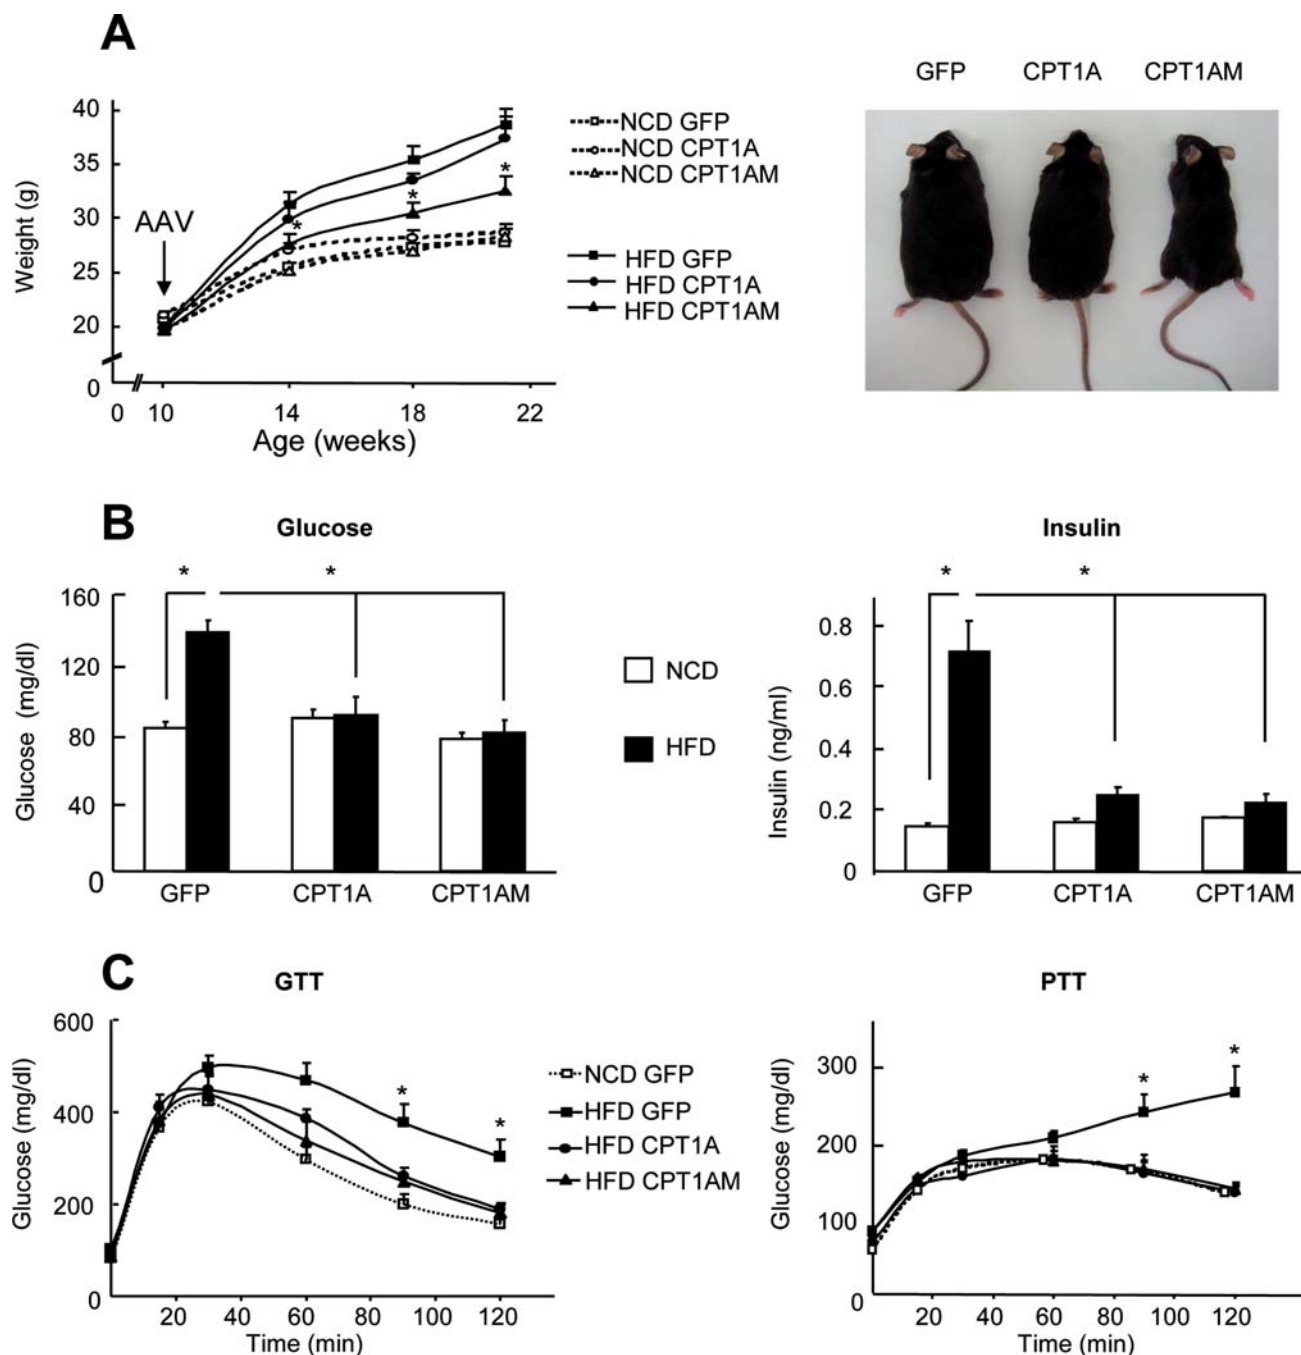 A
GFP CPT1A CPT1AM
40
35
30
25
20
0
Weight (g)
AAV
*
*
*
NCD GFP
NCD CPT1A
NCD CPT1AM
HFD GFP
HFD CPT1A
HFD CPT1AM
0 10 14 18 22
Age (weeks)
B
Glucose
* *
160
120
80
40
0
Glucose (mg/dl)
GFP CPT1A CPT1AM
NCD
HFD
Insulin
* *
0.8
0.6
0.4
0.2
0
Insulin (ng/ml)
GFP CPT1A CPT1AM
C
GTT
600
400
200
0
Glucose (mg/dl)
* *
20 40 60 80 100 120
Time (min)
NCD GFP
HFD GFP
HFD CPT1A
HFD CPT1AM
PTT
300
200
100
0
Glucose (mg/dl)
* *
20 40 60 80 100 120
Time (min)